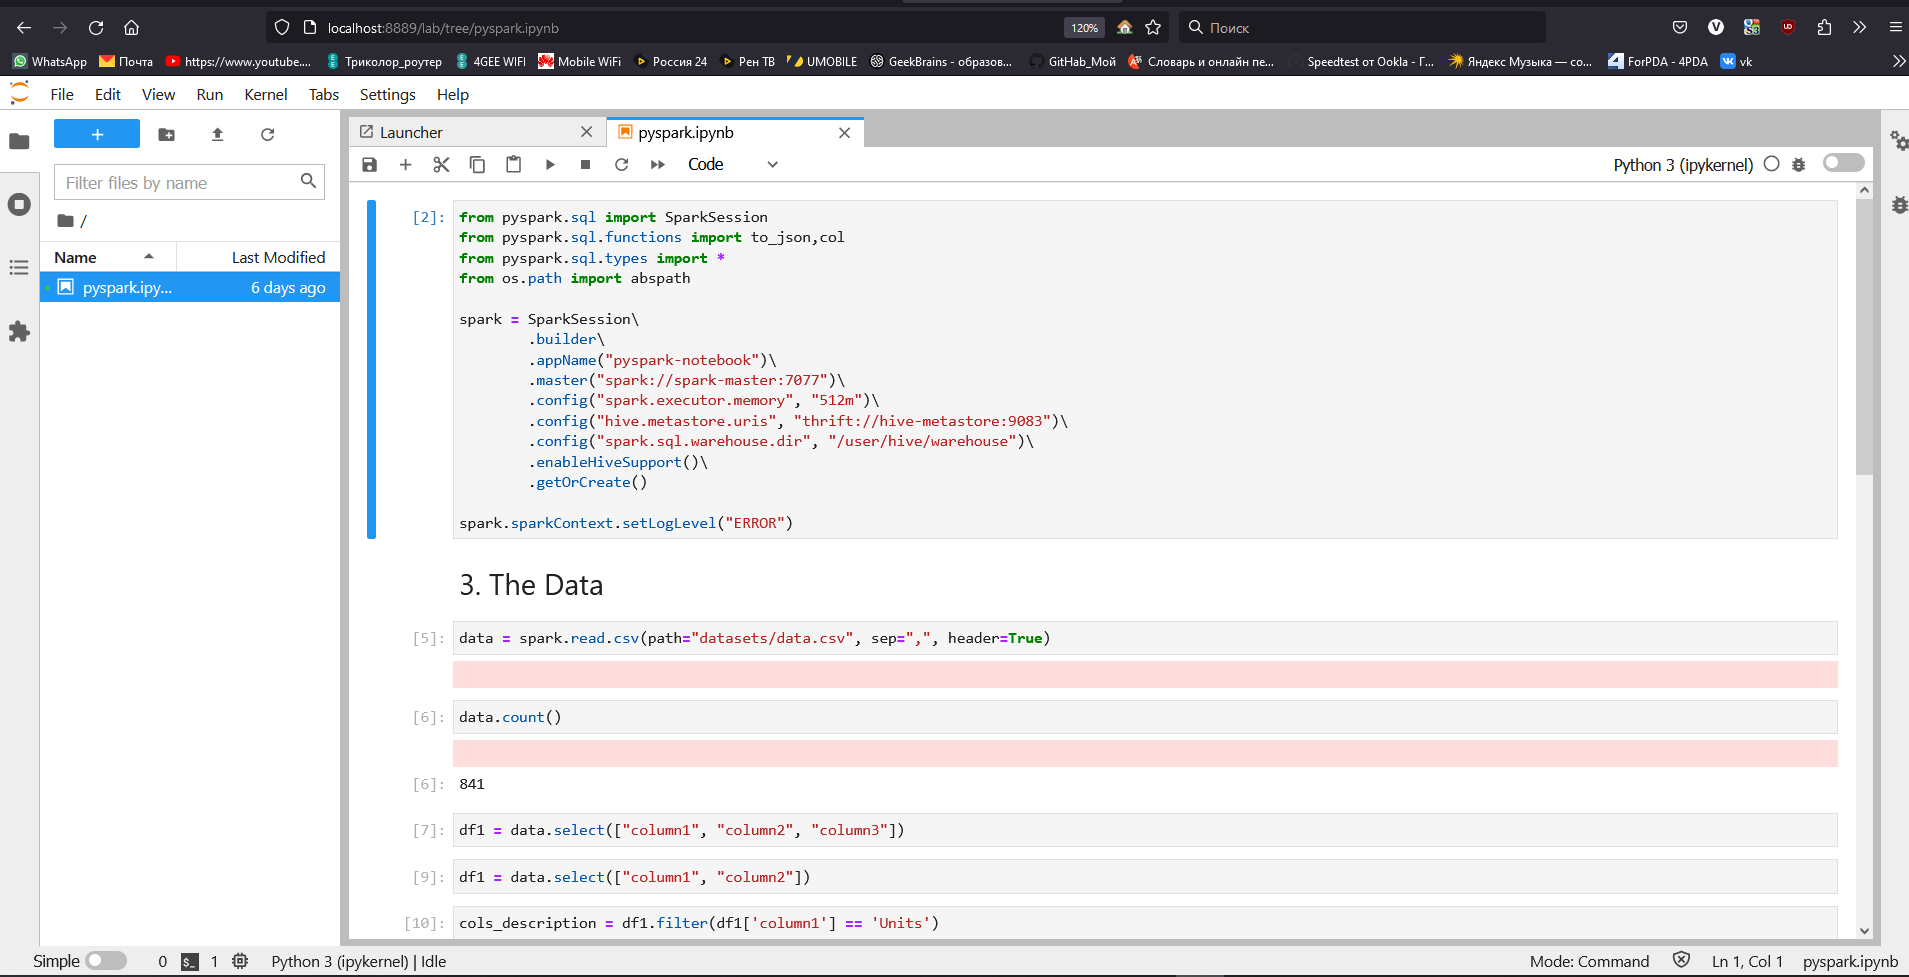 localhost:8889/lab/tree/pyspark.ipynb
120%
Поиск
WhatsApp
Почта
https://www.youtube....
Триколор_роутер
4GEE WIFI
Mobile WiFi
Россия 24
Рен ТВ
UMOBILE
GeekBrains - образов...
GitHab_Мой
Словарь и онлайн пе...
Speedtest от Ookla - Г...
Яндекс Музыка — со...
ForPDA - 4PDA
vk
File Edit View Run Kernel Tabs Settings Help
Launcher
pyspark.ipynb
Code
Python 3 (ipykernel)
Filter files by name
/
Name
Last Modified
pyspark.ipy...
6 days ago
[2]:
from pyspark.sql import SparkSession
from pyspark.sql.functions import to_json,col
from pyspark.sql.types import *
from os.path import abspath
spark = SparkSession\
.builder\
.appName("pyspark-notebook")\
.master("spark://spark-master:7077")\
.config("spark.executor.memory", "512m")\
.config("hive.metastore.uris", "thrift://hive-metastore:9083")\
.config("spark.sql.warehouse.dir", "/user/hive/warehouse")\
.enableHiveSupport()\
.getOrCreate()
spark.sparkContext.setLogLevel("ERROR")
3. The Data
[5]: data = spark.read.csv(path="datasets/data.csv", sep=",", header=True)
[6]: data.count()
[6]: 841
[7]: df1 = data.select(["column1", "column2", "column3"])
[9]: df1 = data.select(["column1", "column2"])
[10]: cols_description = df1.filter(df1['column1'] == 'Units')
Simple
0
1
Python 3 (ipykernel) | Idle
Mode: Command
Ln 1, Col 1
pyspark.ipynb